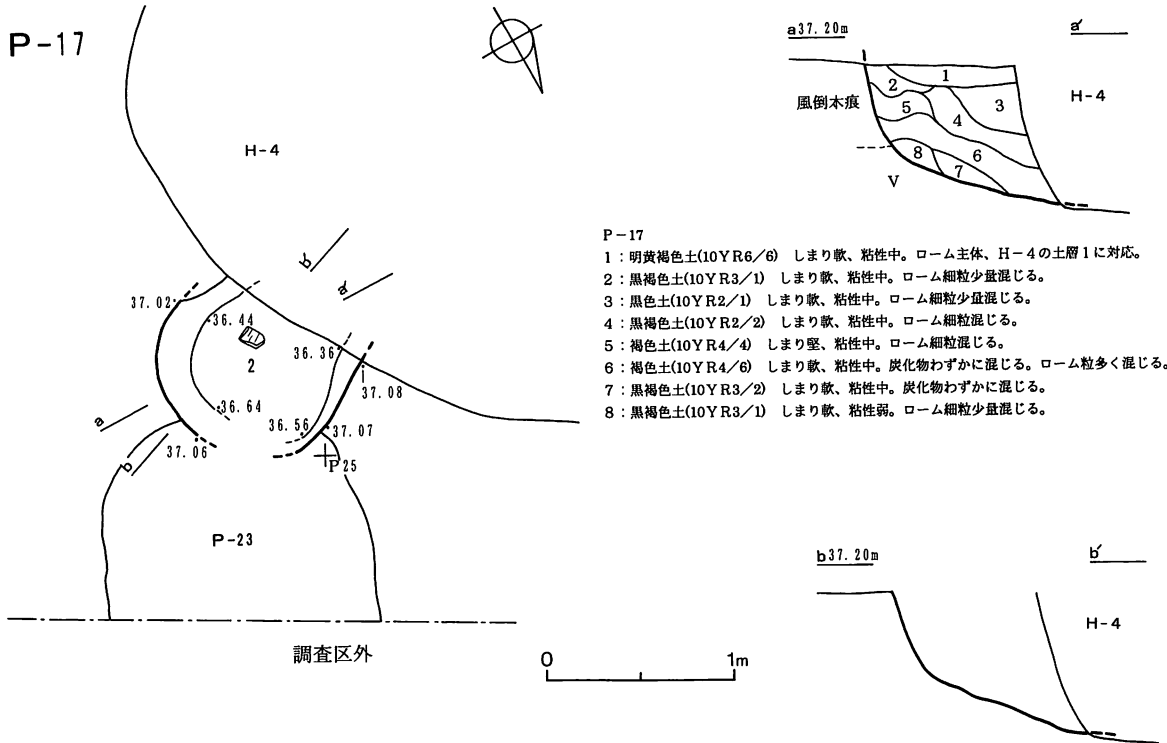 P-17
H-4
b′
a′
37.02
36.44
2
36.36
37.08
36.64
36.56
37.07
a
b
37.06
P25
P-23
調査区外
0 1m
a37.20m a′
風倒木痕
H-4
1
2
3
4
5
6
7
8
V
P-17
1:明黄褐色土(10YR6/6) しまり軟、粘性中。ローム主体、H-4の土層1に対応。
2:黒褐色土(10YR3/1) しまり軟、粘性中。ローム細粒少量混じる。
3:黒色土(10YR2/1) しまり軟、粘性中。ローム細粒少量混じる。
4:黒褐色土(10YR2/2) しまり軟、粘性中。ローム細粒混じる。
5:褐色土(10YR4/4) しまり堅、粘性中。ローム細粒混じる。
6:褐色土(10YR4/6) しまり軟、粘性中。炭化物わずかに混じる。ローム粒多く混じる。
7:黒褐色土(10YR3/2) しまり軟、粘性中。炭化物わずかに混じる。
8:黒褐色土(10YR3/1) しまり軟、粘性弱。ローム細粒少量混じる。
b37.20m b′
H-4